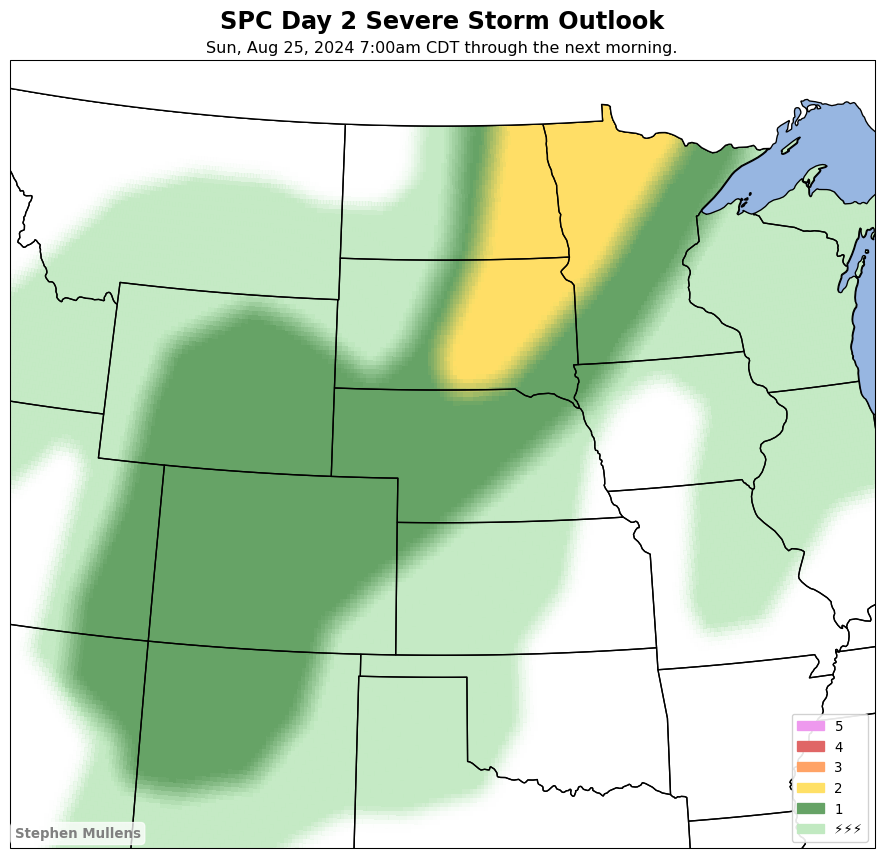 SPC Day 2 Severe Storm Outlook
Sun, Aug 25, 2024 7:00am CDT through the next morning.
5
4
3
2
1
⚡⚡⚡
Stephen Mullens